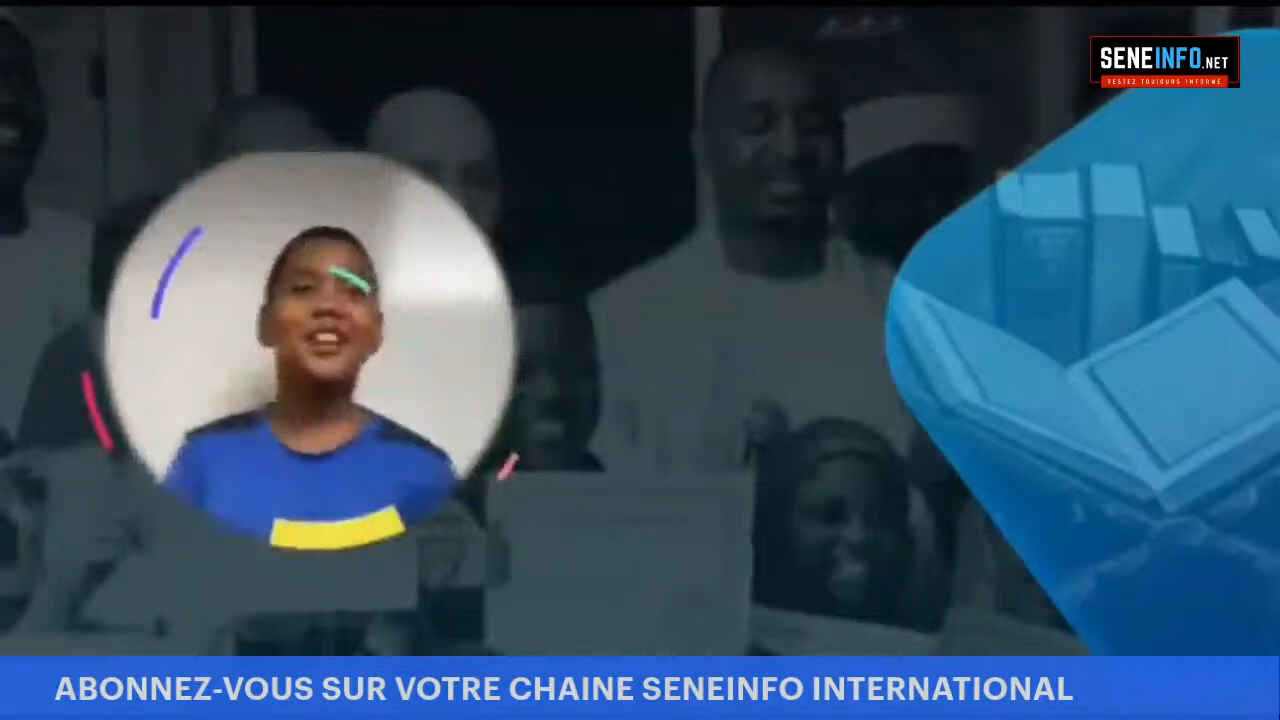 SENEINFO.NET
RESTEZ TOUJOURS INFORMÉ
ABONNEZ-VOUS SUR VOTRE CHAINE SENEINFO INTERNATIONAL